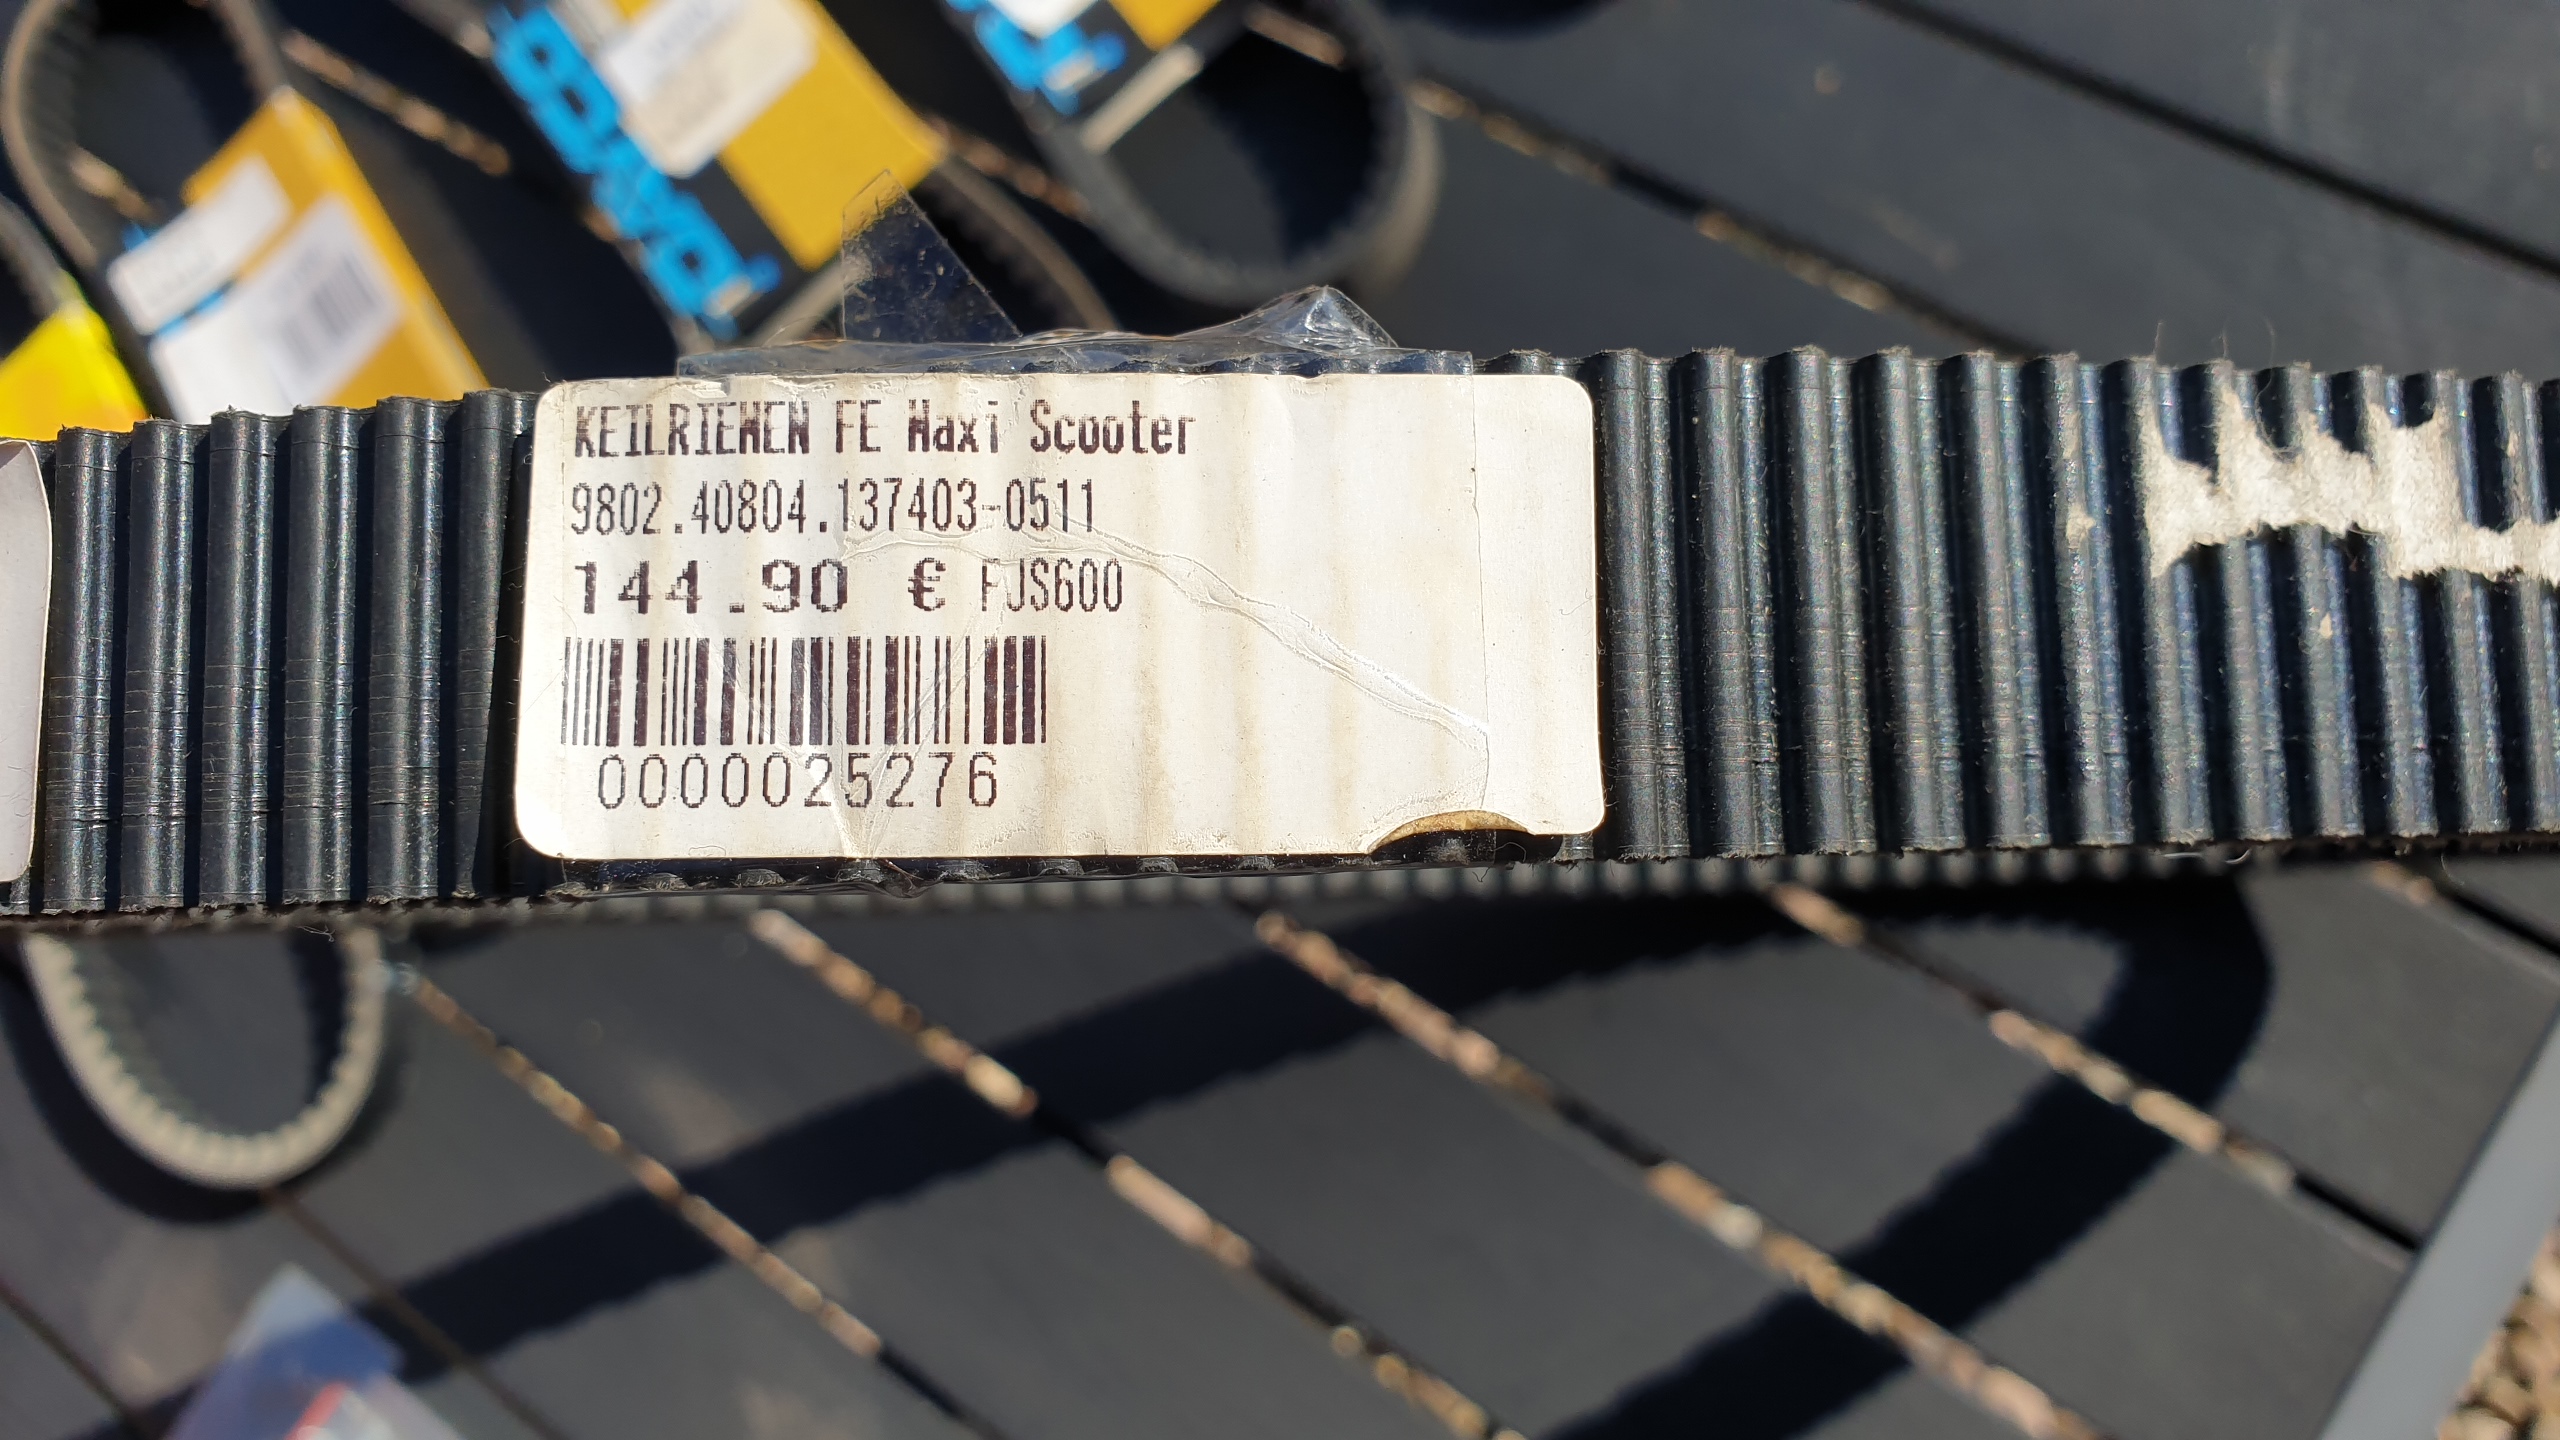 KEILRIEMEN FE Maxi Scooter
9802.40804.137403-0511
144.90 € FJS600
0000025276